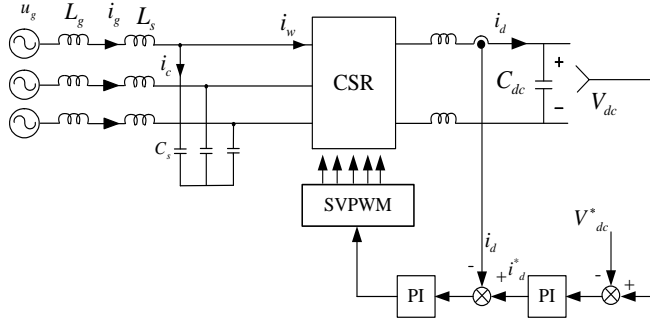 u_g
L_g
i_g
L_s
i_w
i_d
i_c
CSR
C_dc
+
−
V_dc
C_s
SVPWM
i_d
V*_dc
-
+
i*_d
-
+
PI
PI